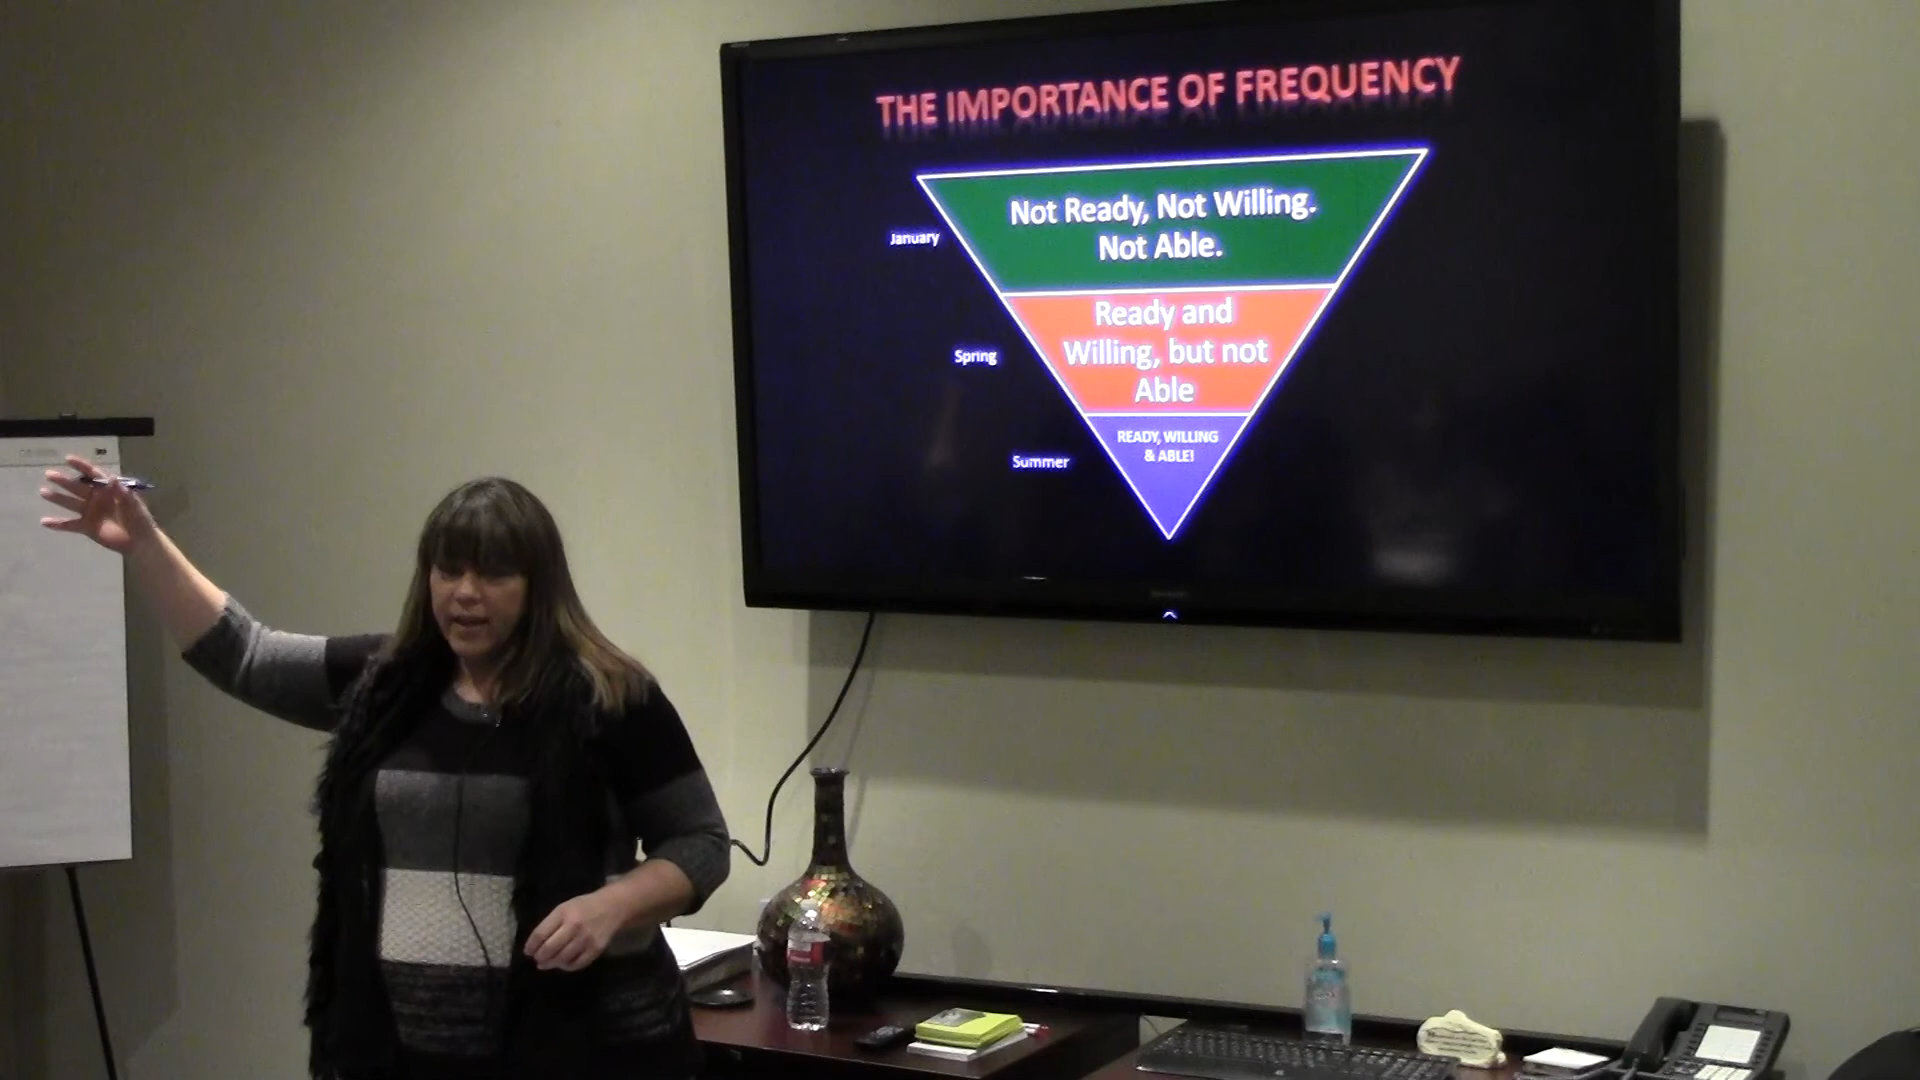 THE IMPORTANCE OF FREQUENCY
January
Not Ready, Not Willing.
Not Able.
Spring
Ready and
Willing, but not
Able
Summer
READY, WILLING
& ABLE!